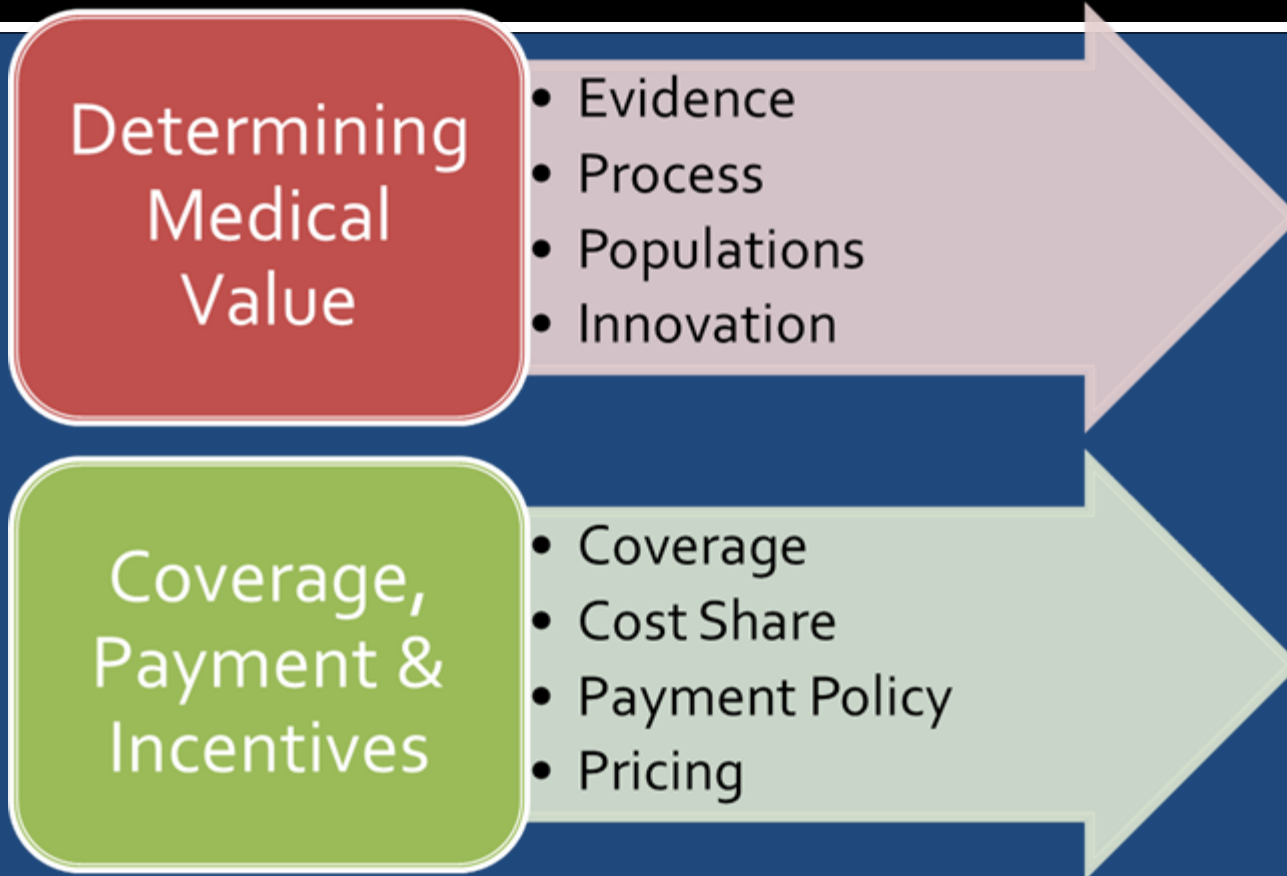 Determining
Medical
Value
• Evidence
• Process
• Populations
• Innovation
Coverage,
Payment &
Incentives
• Coverage
• Cost Share
• Payment Policy
• Pricing